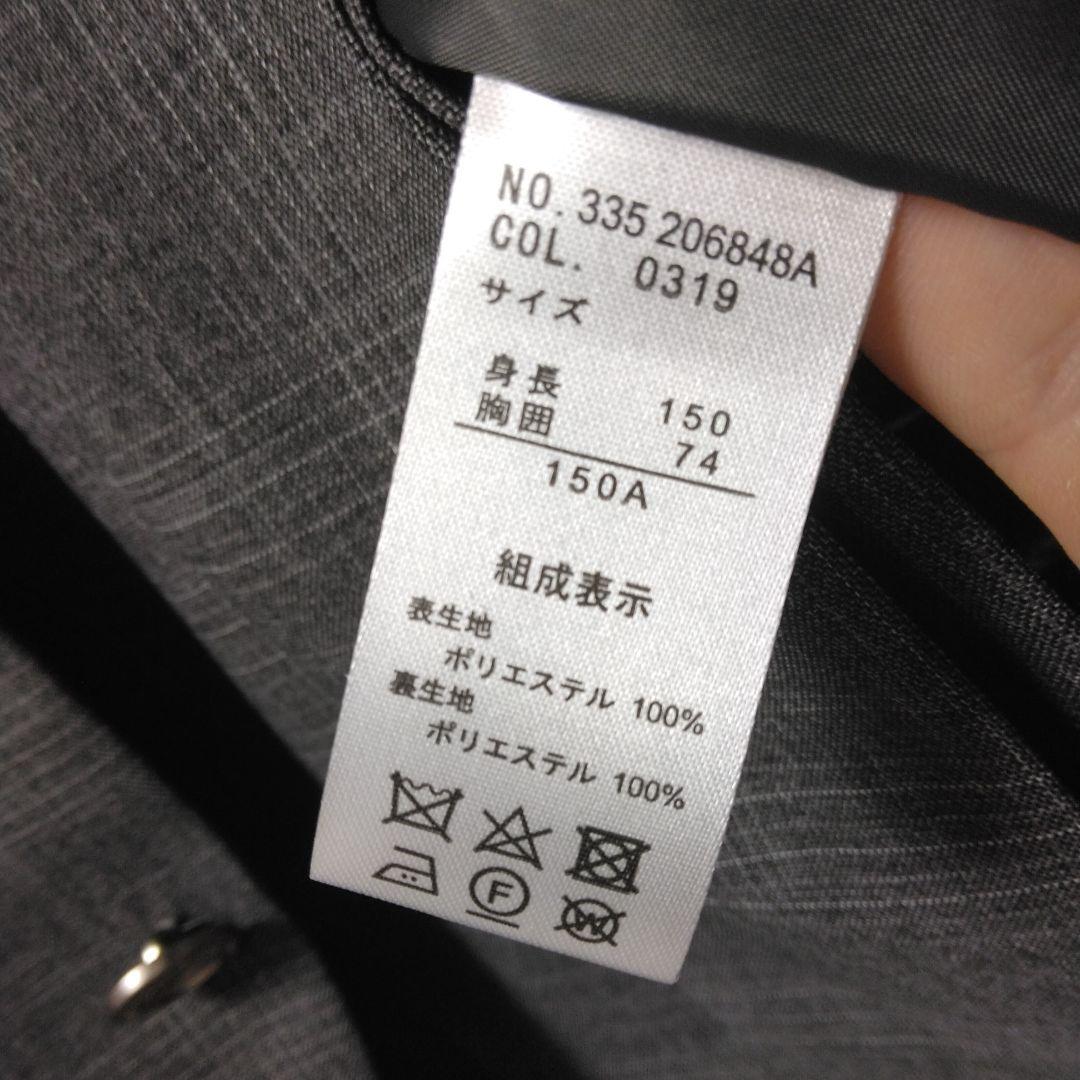 NO. 335 206848A
COL. 0319
サイズ
身長 150
胸囲 74
150A
組成表示
表生地
ポリエステル 100%
裏生地
ポリエステル 100%
F W